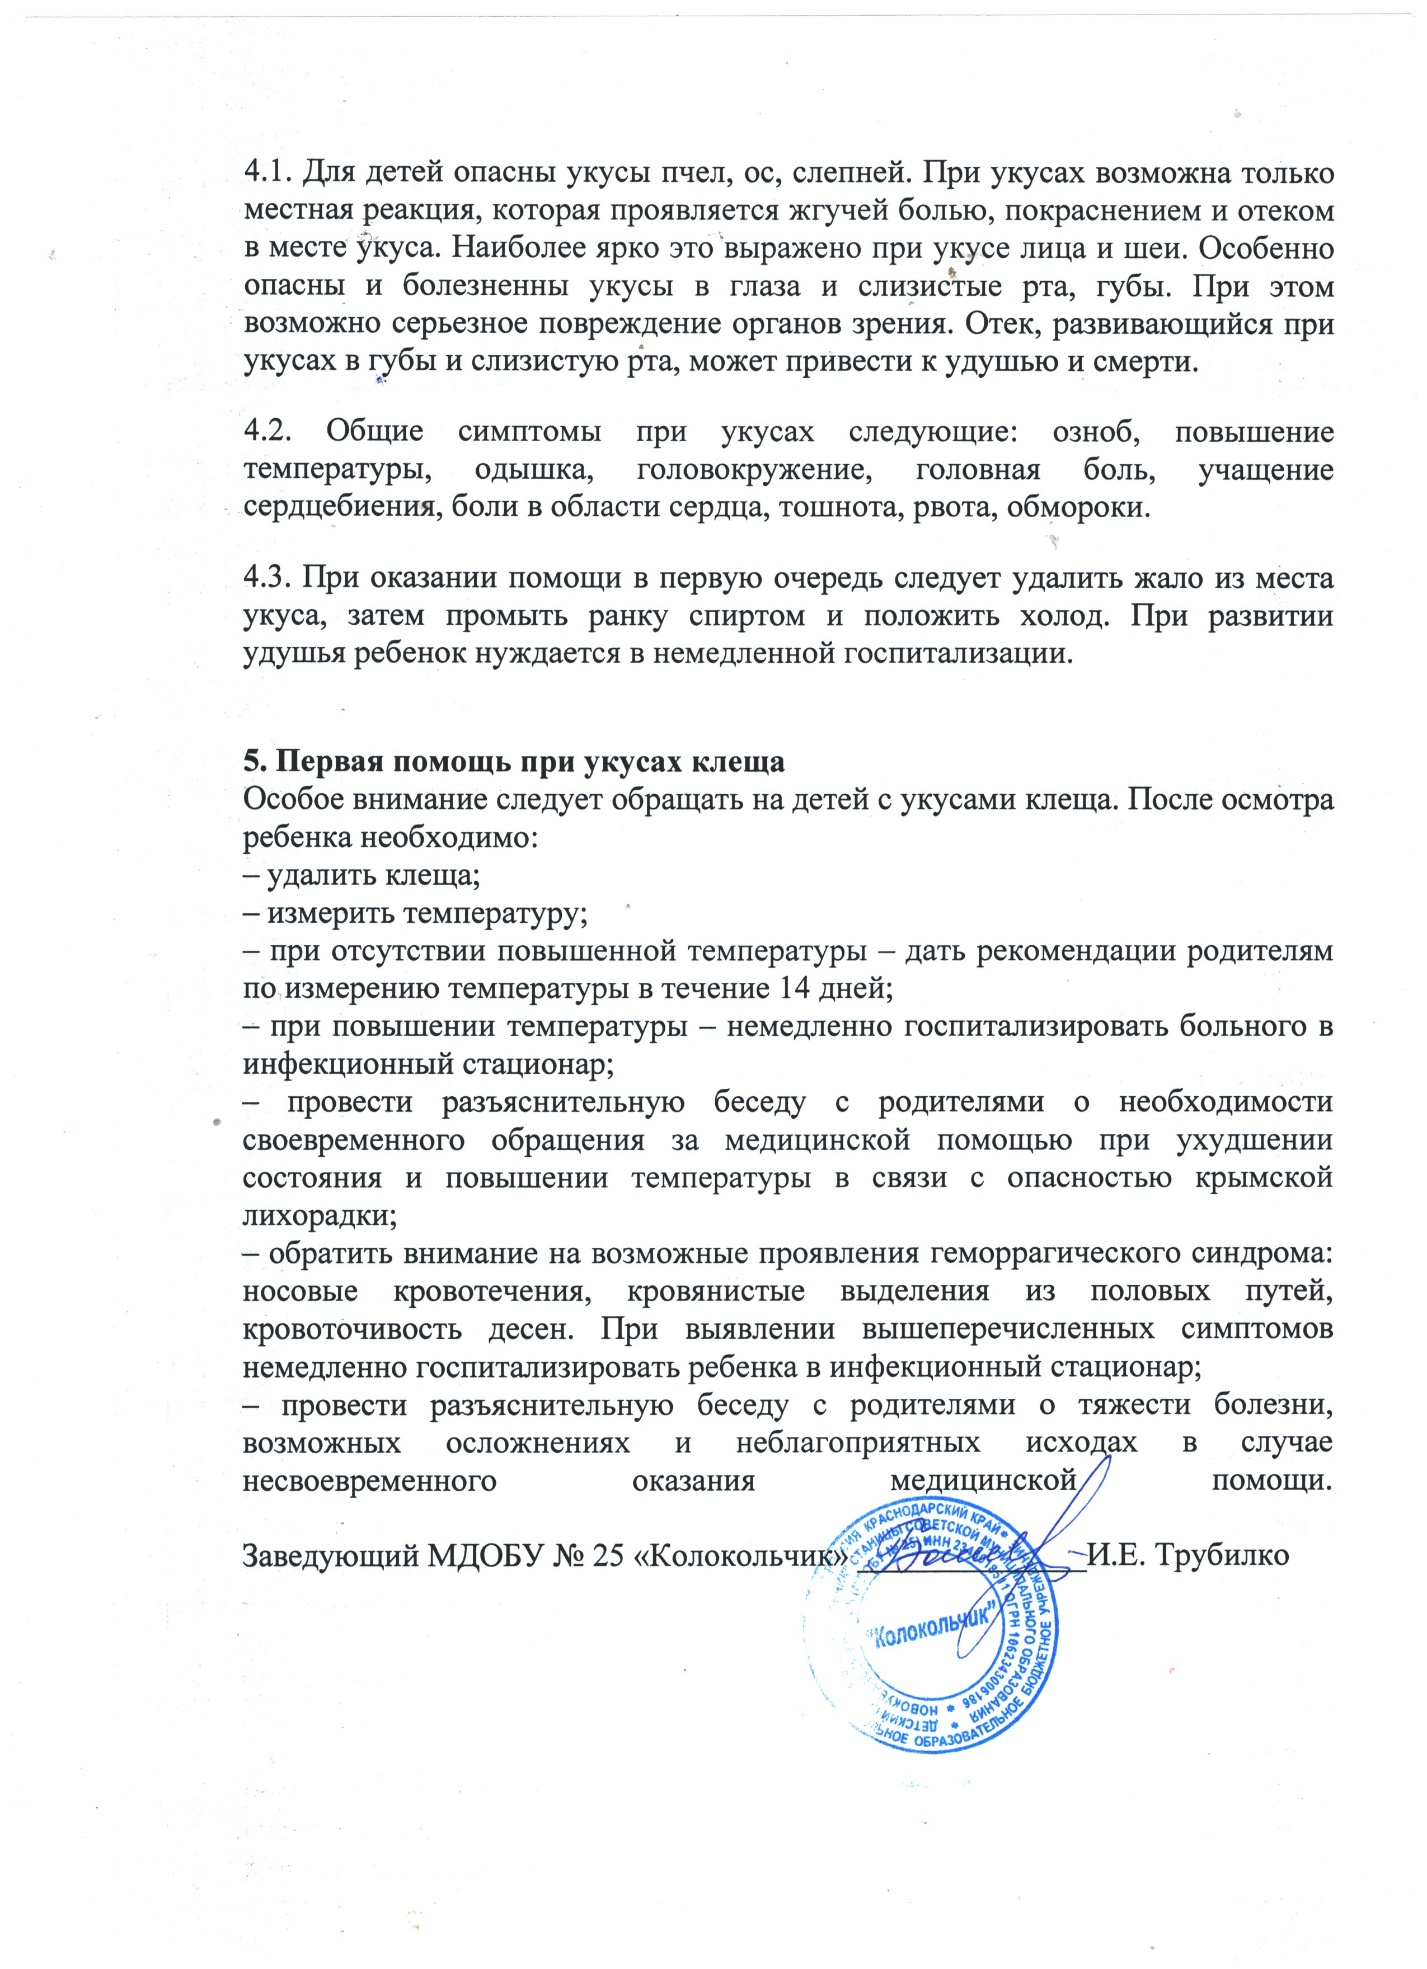 4.1. Для детей опасны укусы пчел, ос, слепней. При укусах возможна только
местная реакция, которая проявляется жгучей болью, покраснением и отеком
в месте укуса. Наиболее ярко это выражено при укусе лица и шеи. Особенно
опасны и болезненны укусы в глаза и слизистые рта, губы. При этом
возможно серьезное повреждение органов зрения. Отек, развивающийся при
укусах в губы и слизистую рта, может привести к удушью и смерти.
4.2. Общие симптомы при укусах следующие: озноб, повышение
температуры, одышка, головокружение, головная боль, учащение
сердцебиения, боли в области сердца, тошнота, рвота, обмороки.
4.3. При оказании помощи в первую очередь следует удалить жало из места
укуса, затем промыть ранку спиртом и положить холод. При развитии
удушья ребенок нуждается в немедленной госпитализации.
5. Первая помощь при укусах клеща
Особое внимание следует обращать на детей с укусами клеща. После осмотра
ребенка необходимо:
– удалить клеща;
– измерить температуру;
– при отсутствии повышенной температуры – дать рекомендации родителям
по измерению температуры в течение 14 дней;
– при повышении температуры – немедленно госпитализировать больного в
инфекционный стационар;
– провести разъяснительную беседу с родителями о необходимости
своевременного обращения за медицинской помощью при ухудшении
состояния и повышении температуры в связи с опасностью крымской
лихорадки;
– обратить внимание на возможные проявления геморрагического синдрома:
носовые кровотечения, кровянистые выделения из половых путей,
кровоточивость десен. При выявлении вышеперечисленных симптомов
немедленно госпитализировать ребенка в инфекционный стационар;
– провести разъяснительную беседу с родителями о тяжести болезни,
возможных осложнениях и неблагоприятных исходах в случае
несвоевременного оказания медицинской помощи.
Заведующий МДОБУ № 25 «Колокольчик» И.Е. Трубилко
КРАСНОДАРСКИЙ КРАЙ
ОБРАЗОВАТЕЛЬНОЕ БЮДЖЕТНОЕ УЧРЕЖДЕНИЕ
СТАНИЦЫ СОВЕТСКОЙ МУНИЦИПАЛЬНОГО ОБРАЗОВАНИЯ
ДЕТСКИЙ
ОГРН 1062343006186
"Колокольчик"